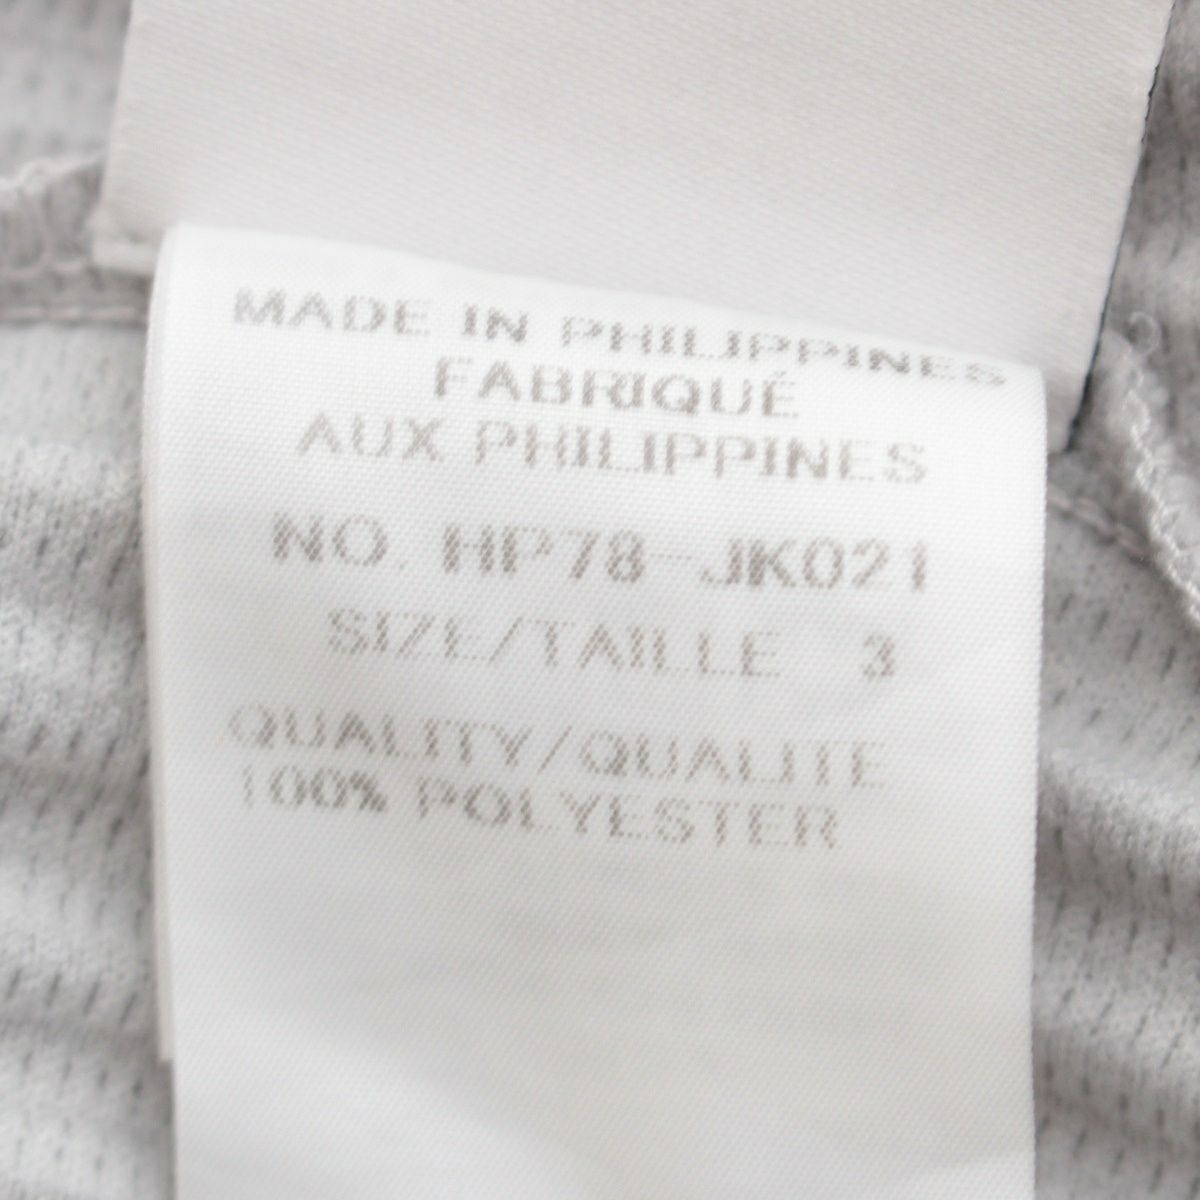 MADE IN PHILIPPINES
FABRIQUÉ
AUX PHILIPPINES
NO. HP78-JK021
SIZE/TAILLE 3
QUALITY/QUALITE
100% POLYESTER